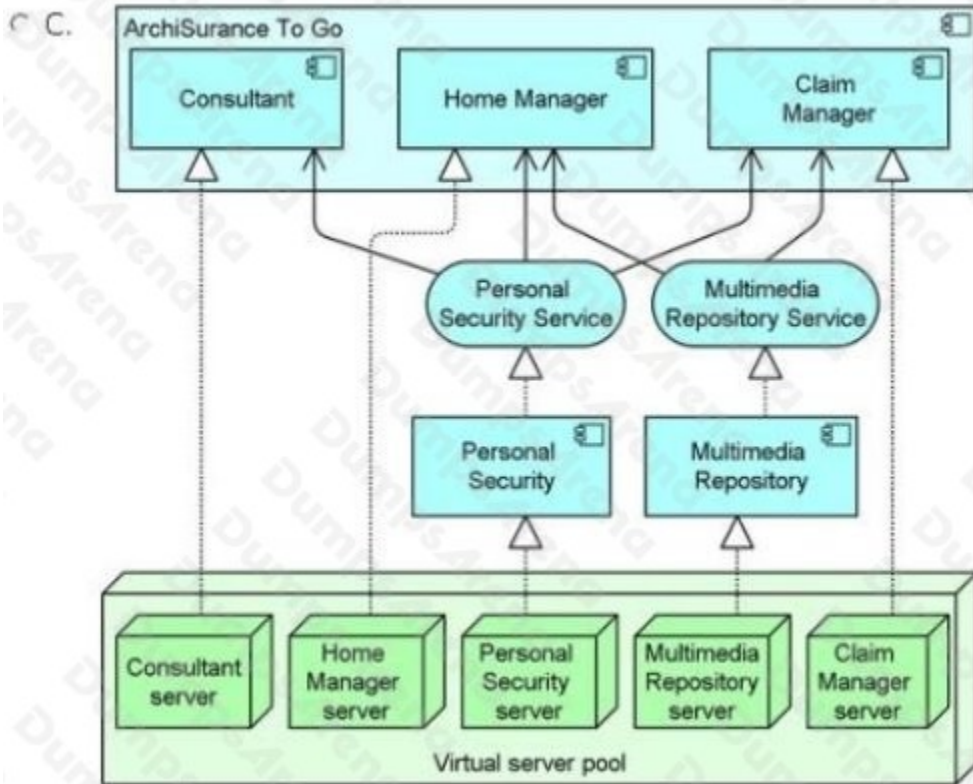 C.
ArchiSurance To Go
Consultant
Home Manager
Claim
Manager
Personal
Security Service
Multimedia
Repository Service
Personal
Security
Multimedia
Repository
Consultant
server
Home
Manager
server
Personal
Security
server
Multimedia
Repository
server
Claim
Manager
server
Virtual server pool
DumpsArena